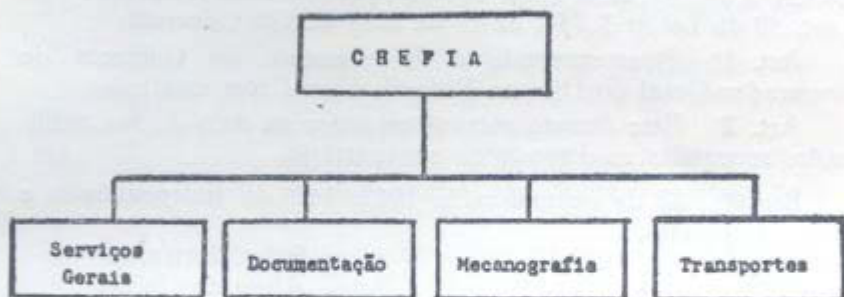 CHEFIA
Serviços
Gerais
Documentação
Mecanografia
Transportes